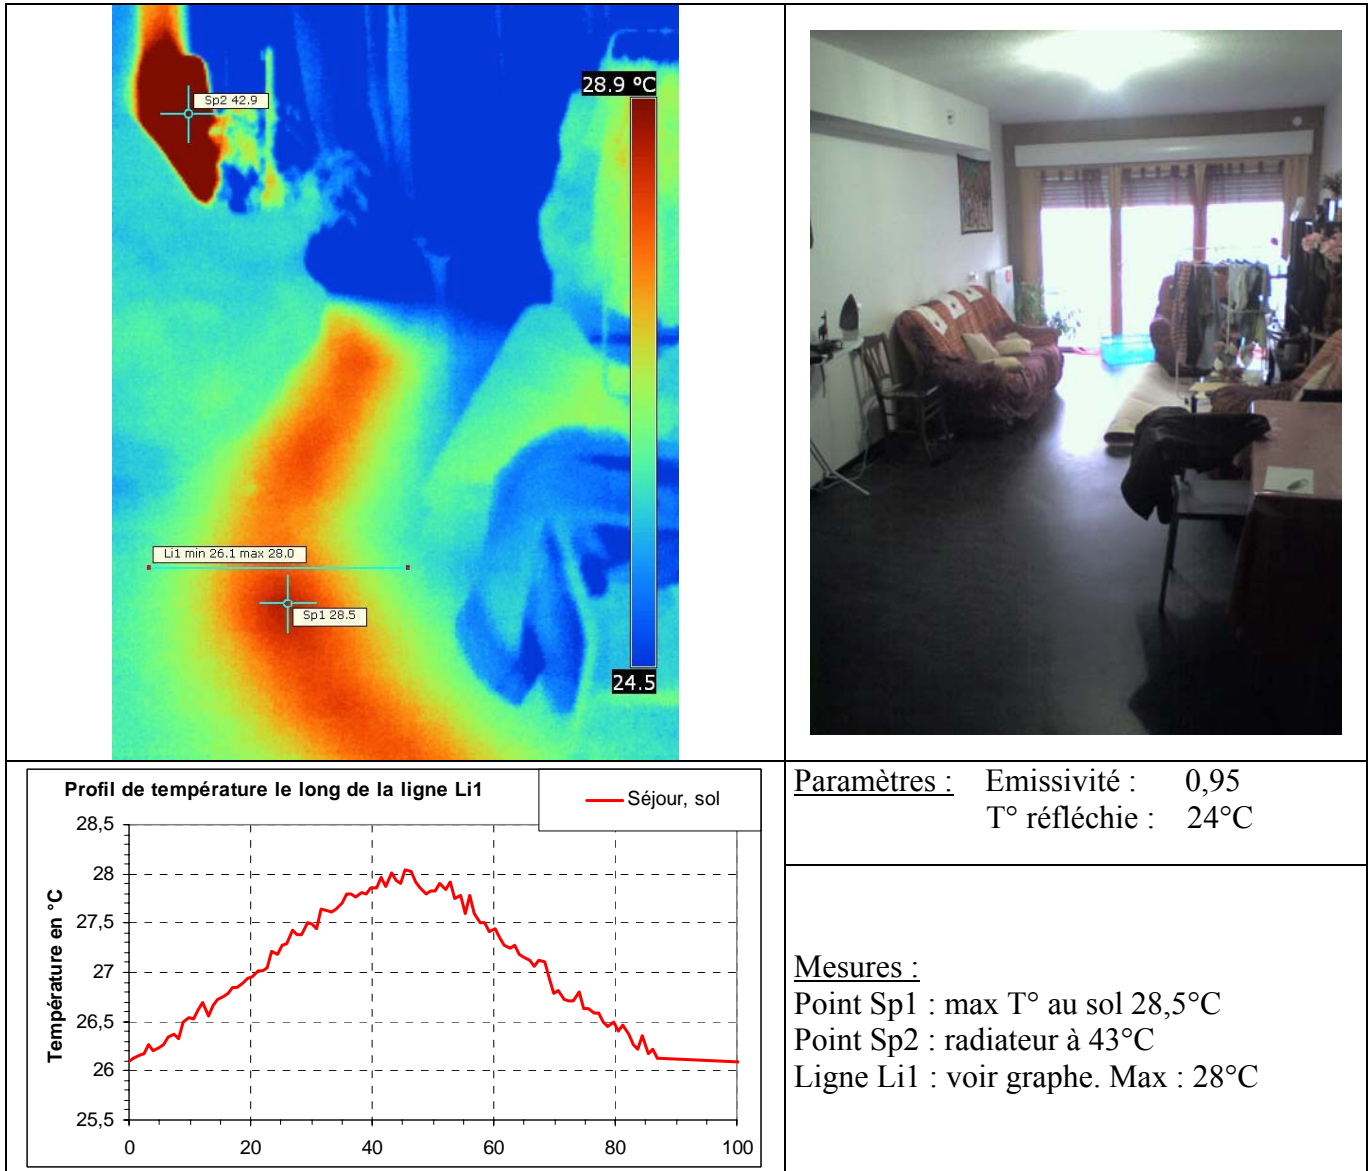 28.9 °C
Sp2 42.9
Li1 min 26.1 max 28.0
Sp1 28.5
24.5
Profil de température le long de la ligne Li1
Séjour, sol
Température en °C
28,5
28
27,5
27
26,5
26
25,5
0 20 40 60 80 100
Paramètres : Emissivité : 0,95
T° réfléchie : 24°C
Mesures :
Point Sp1 : max T° au sol 28,5°C
Point Sp2 : radiateur à 43°C
Ligne Li1 : voir graphe. Max : 28°C